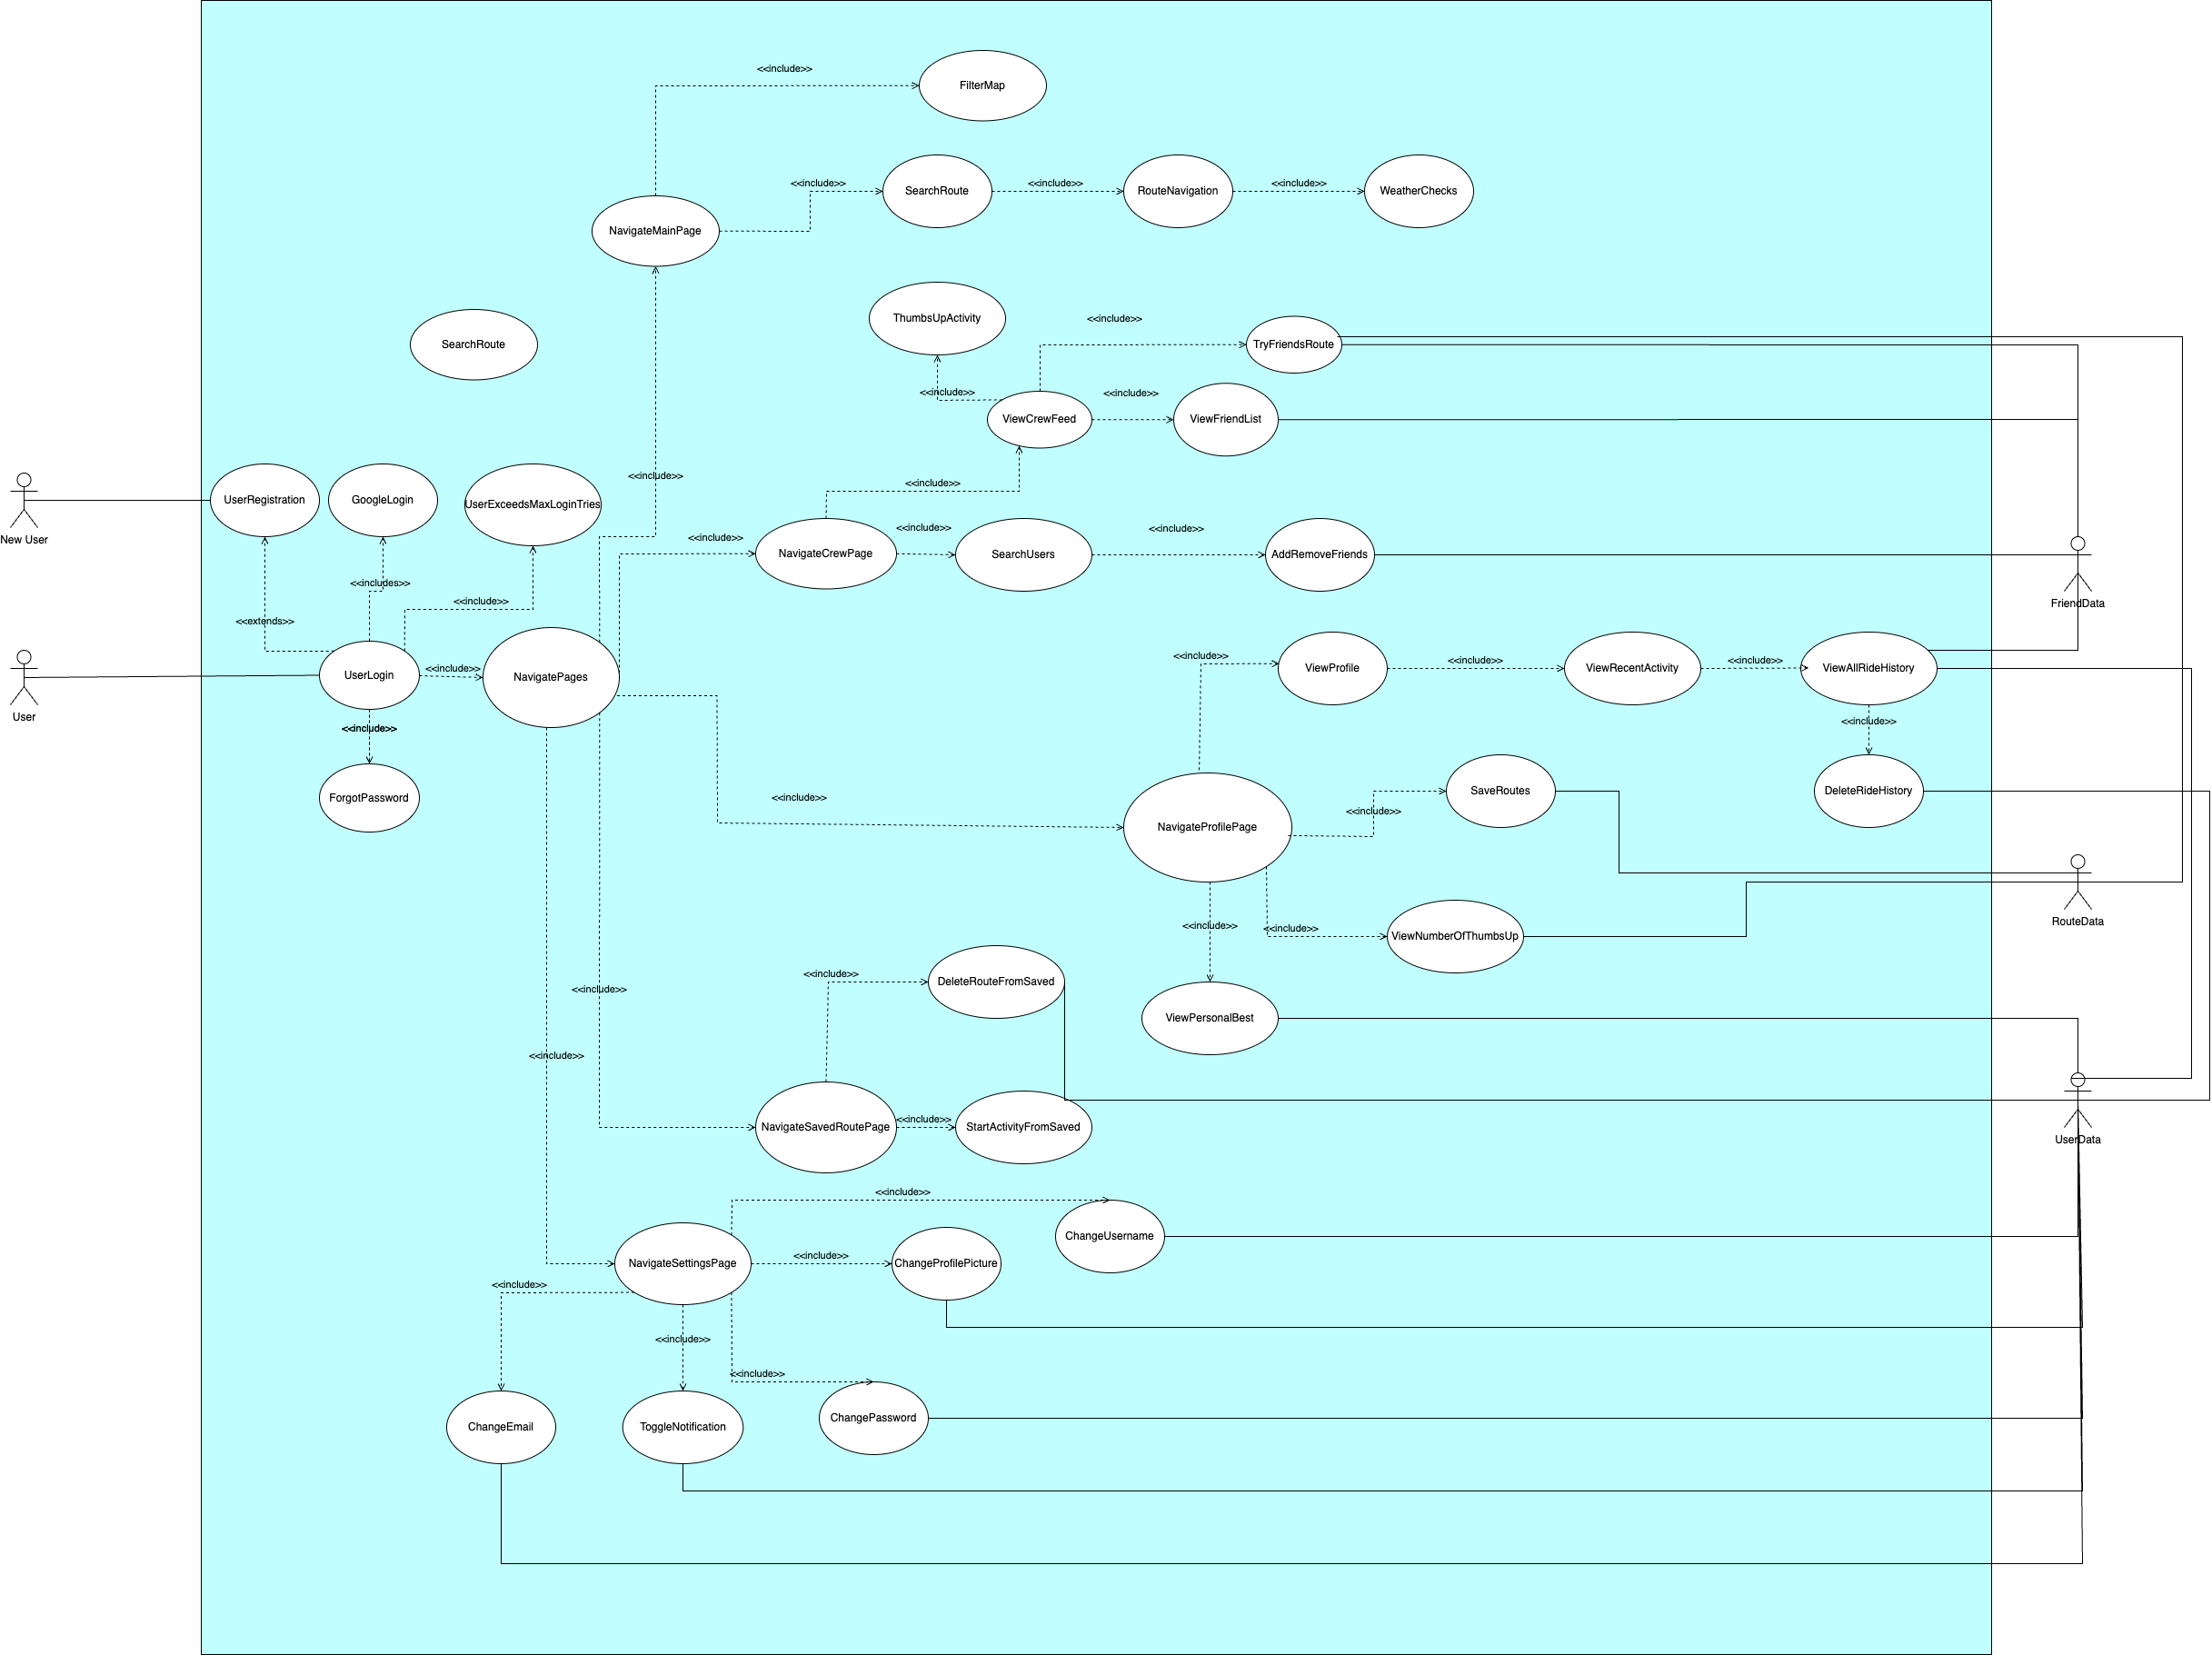 <<include>>
FilterMap
<<include>>
SearchRoute
<<include>>
RouteNavigation
<<include>>
WeatherChecks
NavigateMainPage
ThumbsUpActivity
<<include>>
TryFriendsRoute
SearchRoute
<<include>>
<<include>>
ViewCrewFeed
ViewFriendList
<<include>>
<<include>>
UserRegistration
GoogleLogin
UserExceedsMaxLoginTries
New User
<<include>>
NavigateCrewPage
<<include>>
SearchUsers
<<include>>
AddRemoveFriends
FriendData
<<includes>>
<<include>>
<<extends>>
UserLogin
<<include>>
NavigatePages
User
<<include>>
ForgotPassword
<<include>>
ViewProfile
<<include>>
ViewRecentActivity
<<include>>
ViewAllRideHistory
<<include>>
DeleteRideHistory
<<include>>
NavigateProfilePage
<<include>>
SaveRoutes
RouteData
<<include>>
<<include>>
ViewNumberOfThumbsUp
ViewPersonalBest
<<include>>
<<include>>
DeleteRouteFromSaved
<<include>>
NavigateSavedRoutePage
<<include>>
StartActivityFromSaved
UserData
<<include>>
ChangeUsername
NavigateSettingsPage
<<include>>
ChangeProfilePicture
<<include>>
<<include>>
<<include>>
ChangeEmail
ToggleNotification
ChangePassword